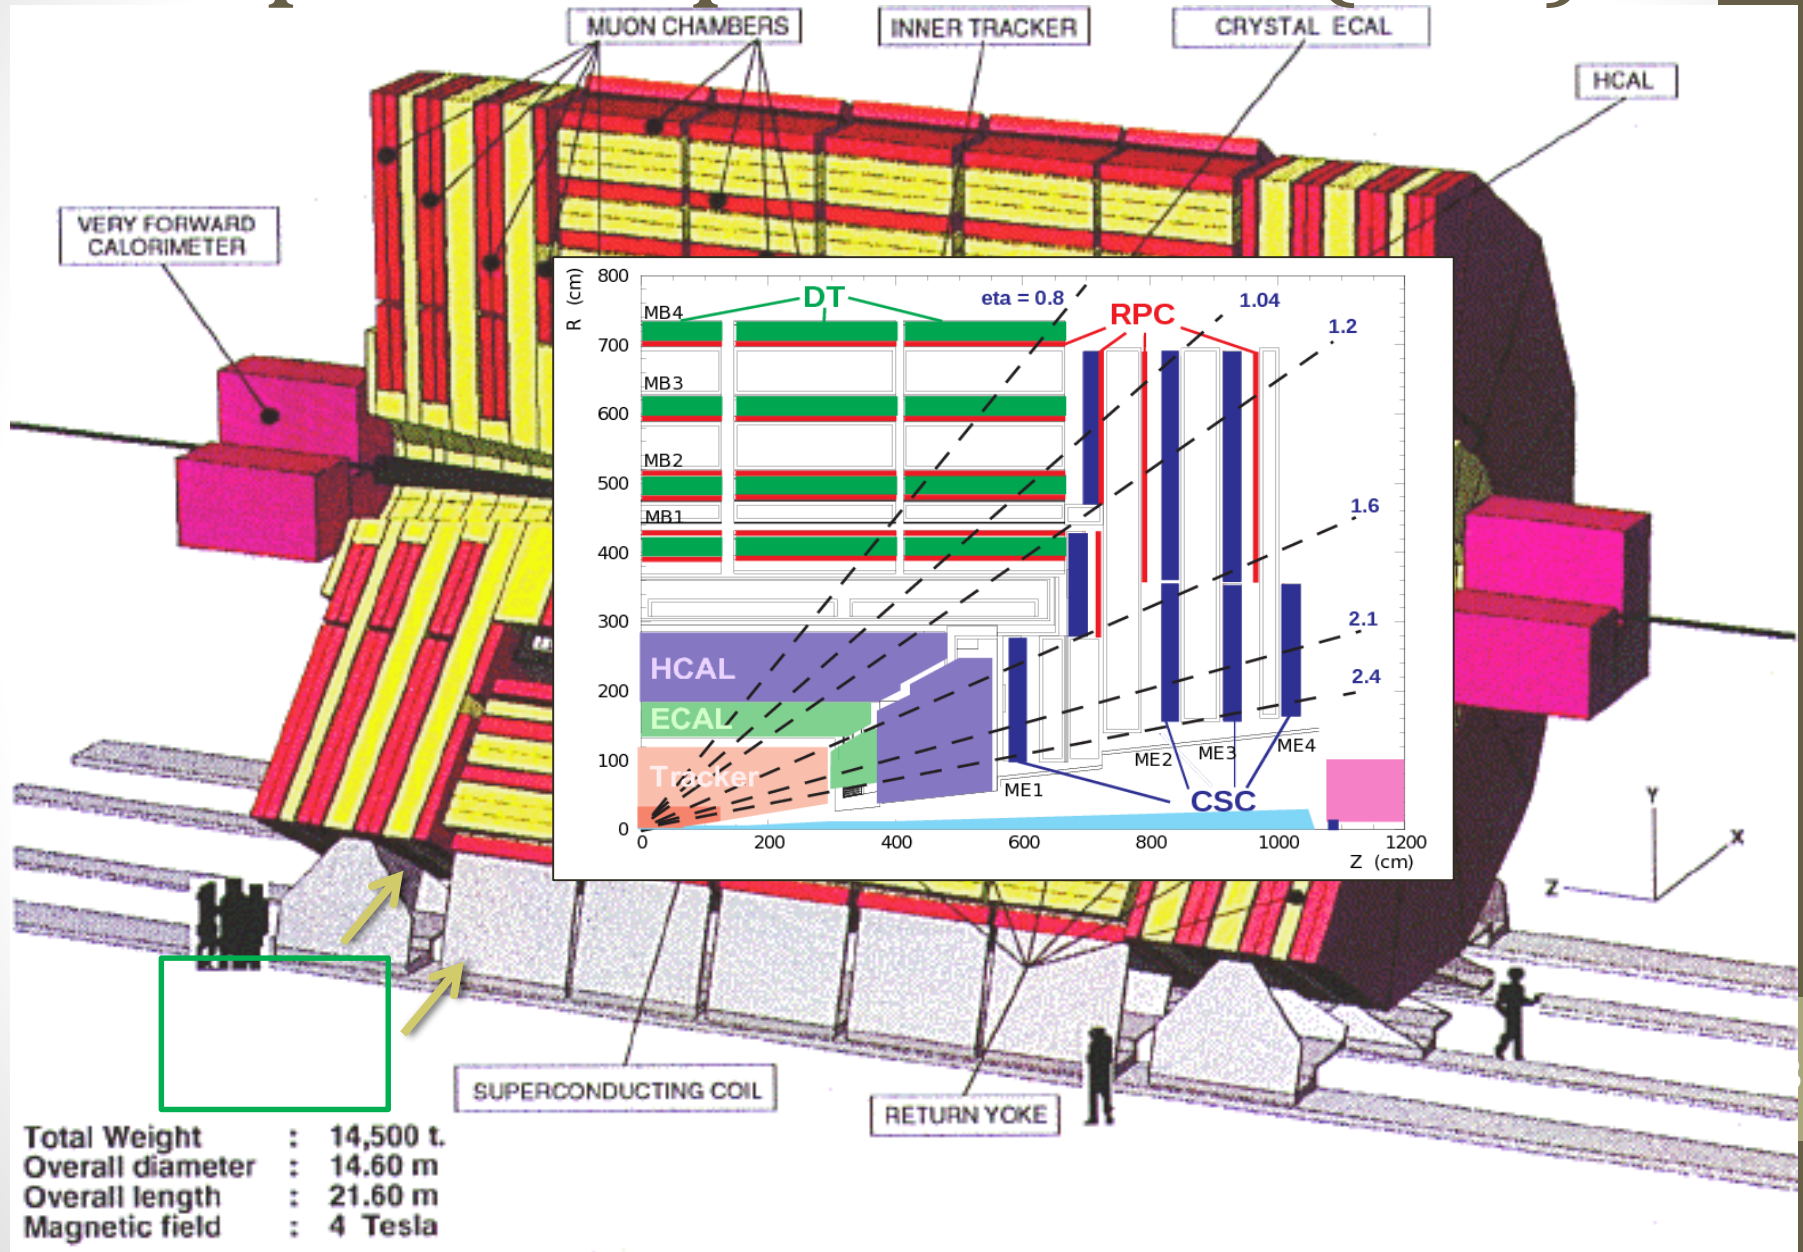 MUON CHAMBERS
INNER TRACKER
CRYSTAL ECAL
HCAL
VERY FORWARD
CALORIMETER
R (cm)
800
700
600
500
400
300
200
100
0
MB4
MB3
MB2
MB1
DT
eta = 0.8
RPC
1.04
1.2
1.6
2.1
2.4
HCAL
ECAL
Tracker
ME1
ME2
ME3
ME4
CSC
0
200
400
600
800
1000
1200
Z (cm)
Y
X
Z
SUPERCONDUCTING COIL
RETURN YOKE
Total Weight : 14,500 t.
Overall diameter : 14.60 m
Overall length : 21.60 m
Magnetic field : 4 Tesla